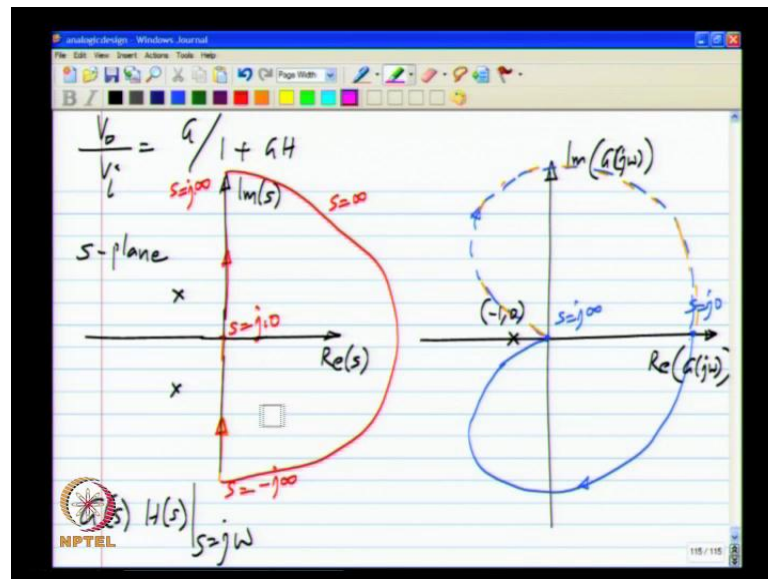 analogicdesign - Windows Journal
File Edit View Insert Actions Tools Help
Page Width
B I
Vo/Vi = G / 1 + GH
s=j∞
Im(s)
s=∞
s-plane
s=j.0
Re(s)
s=-j∞
G(s) H(s)|s=jω
Im(G(jω))
(-1,0)
s=j∞
s=j0
Re(G(jω))
NPTEL
115 / 115